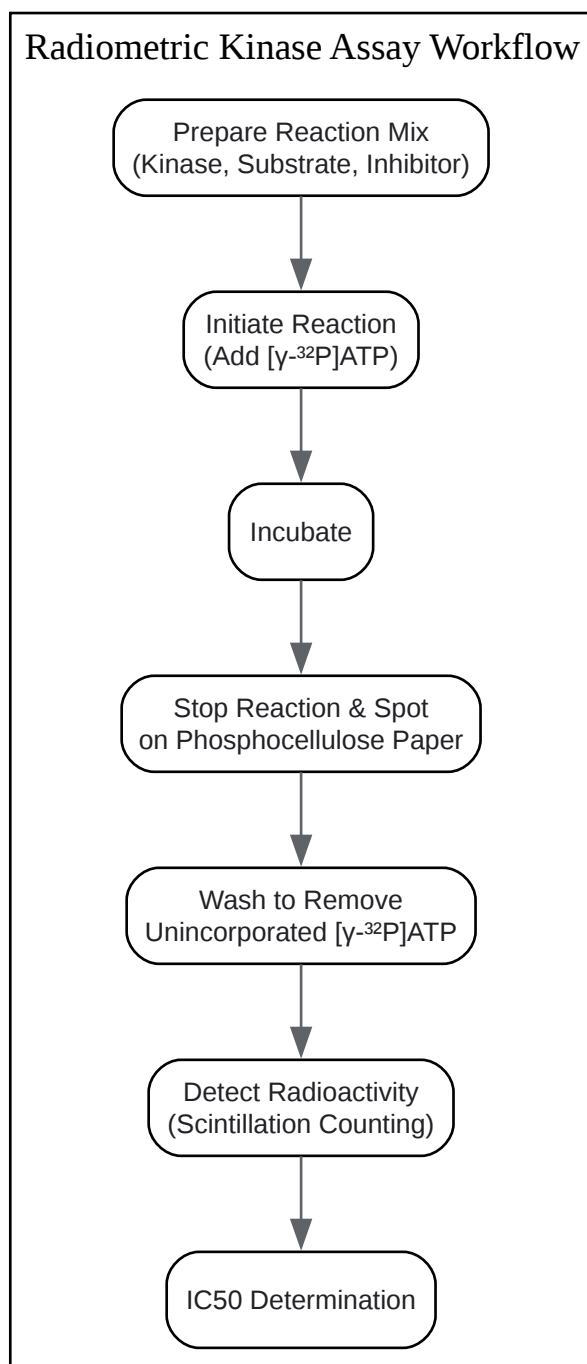 Radiometric Kinase Assay Workflow
Prepare Reaction Mix
(Kinase, Substrate, Inhibitor)
Initiate Reaction
(Add [γ-³²P]ATP)
Incubate
Stop Reaction & Spot
on Phosphocellulose Paper
Wash to Remove
Unincorporated [γ-³²P]ATP
Detect Radioactivity
(Scintillation Counting)
IC50 Determination